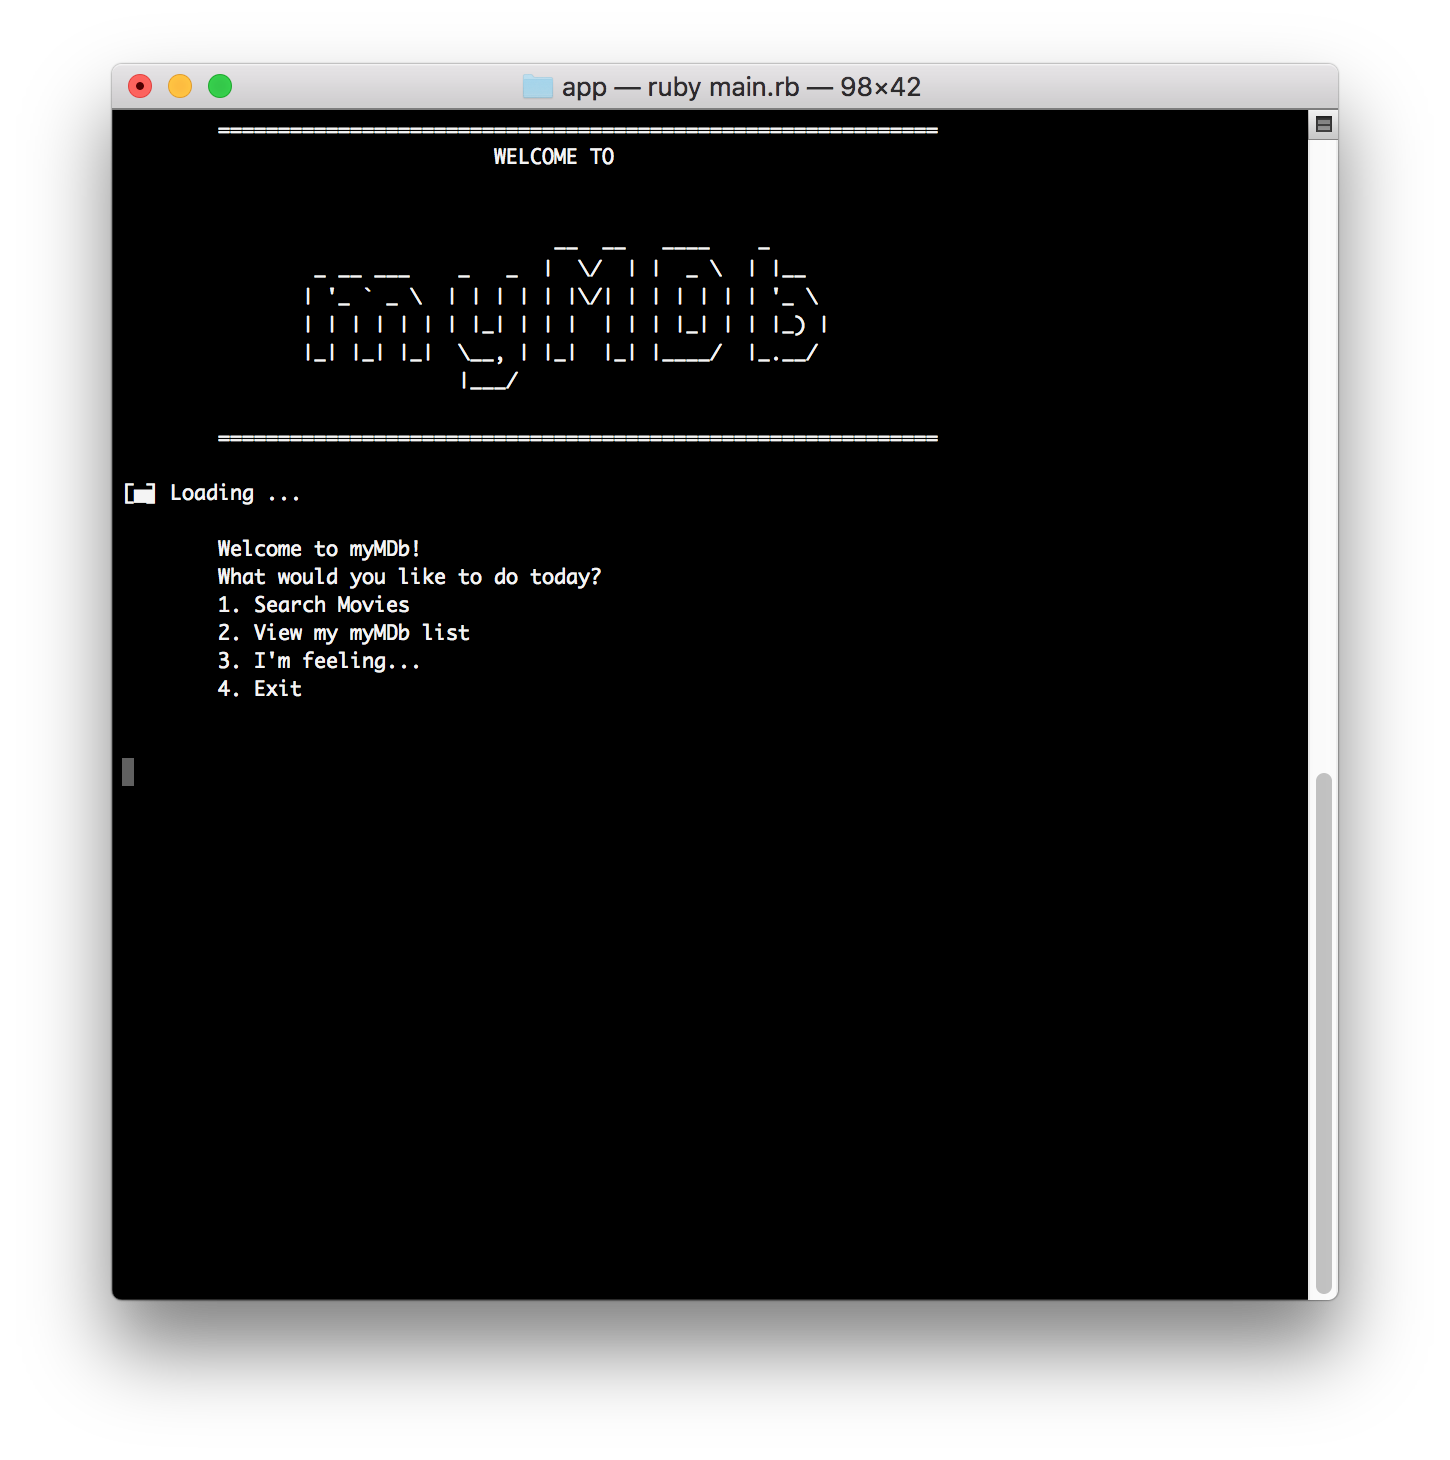 app — ruby main.rb — 98×42
============================================================
WELCOME TO
myMDb
============================================================
[▄▟] Loading ...
Welcome to myMDb!
What would you like to do today?
1. Search Movies
2. View my myMDb list
3. I'm feeling...
4. Exit